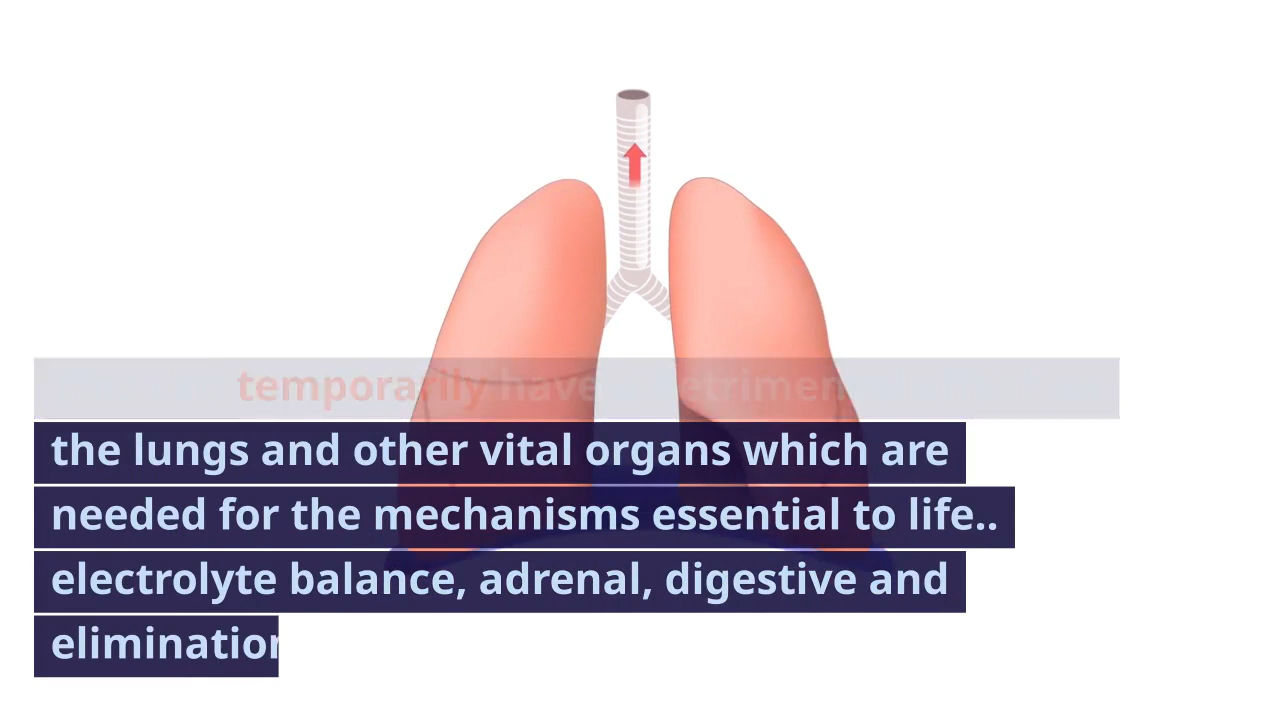 temporarily have
the lungs and other vital organs which are
needed for the mechanisms essential to life..
electrolyte balance, adrenal, digestive and
elimination